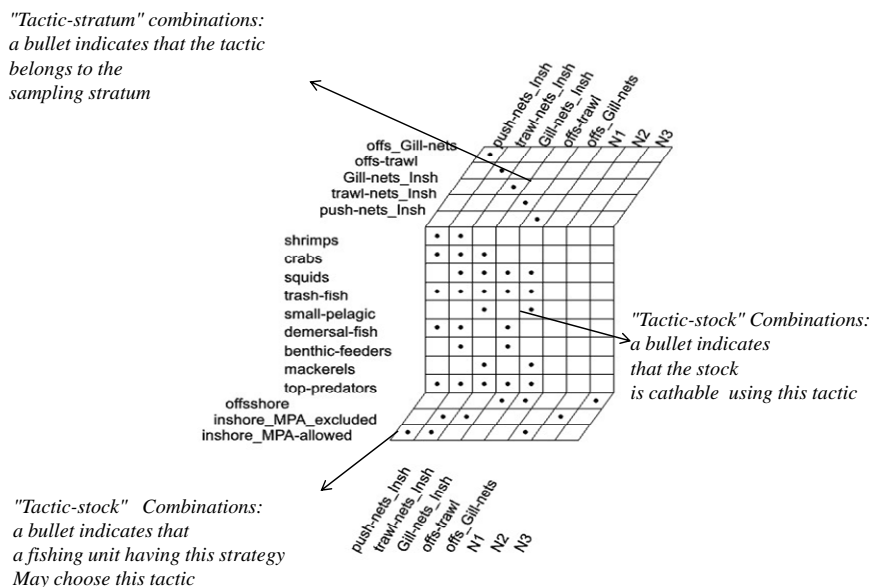 "Tactic-stratum" combinations:
a bullet indicates that the tactic
belongs to the
sampling stratum
push-nets_Insh
trawl-nets_Insh
Gill-nets_Insh
offs-trawl
offs_Gill-nets
N1
N2
N3
offs_Gill-nets
offs-trawl
Gill-nets_Insh
trawl-nets_Insh
push-nets_Insh
shrimps
crabs
squids
trash-fish
small-pelagic
demersal-fish
benthic-feeders
mackerels
top-predators
offsshore
inshore_MPA_excluded
inshore_MPA-allowed
"Tactic-stock" Combinations:
a bullet indicates
that the stock
is cathable using this tactic
push-nets_Insh
trawl-nets_Insh
Gill-nets_Insh
offs-trawl
offs_Gill-nets
N1
N2
N3
"Tactic-stock" Combinations:
a bullet indicates that
a fishing unit having this strategy
May choose this tactic